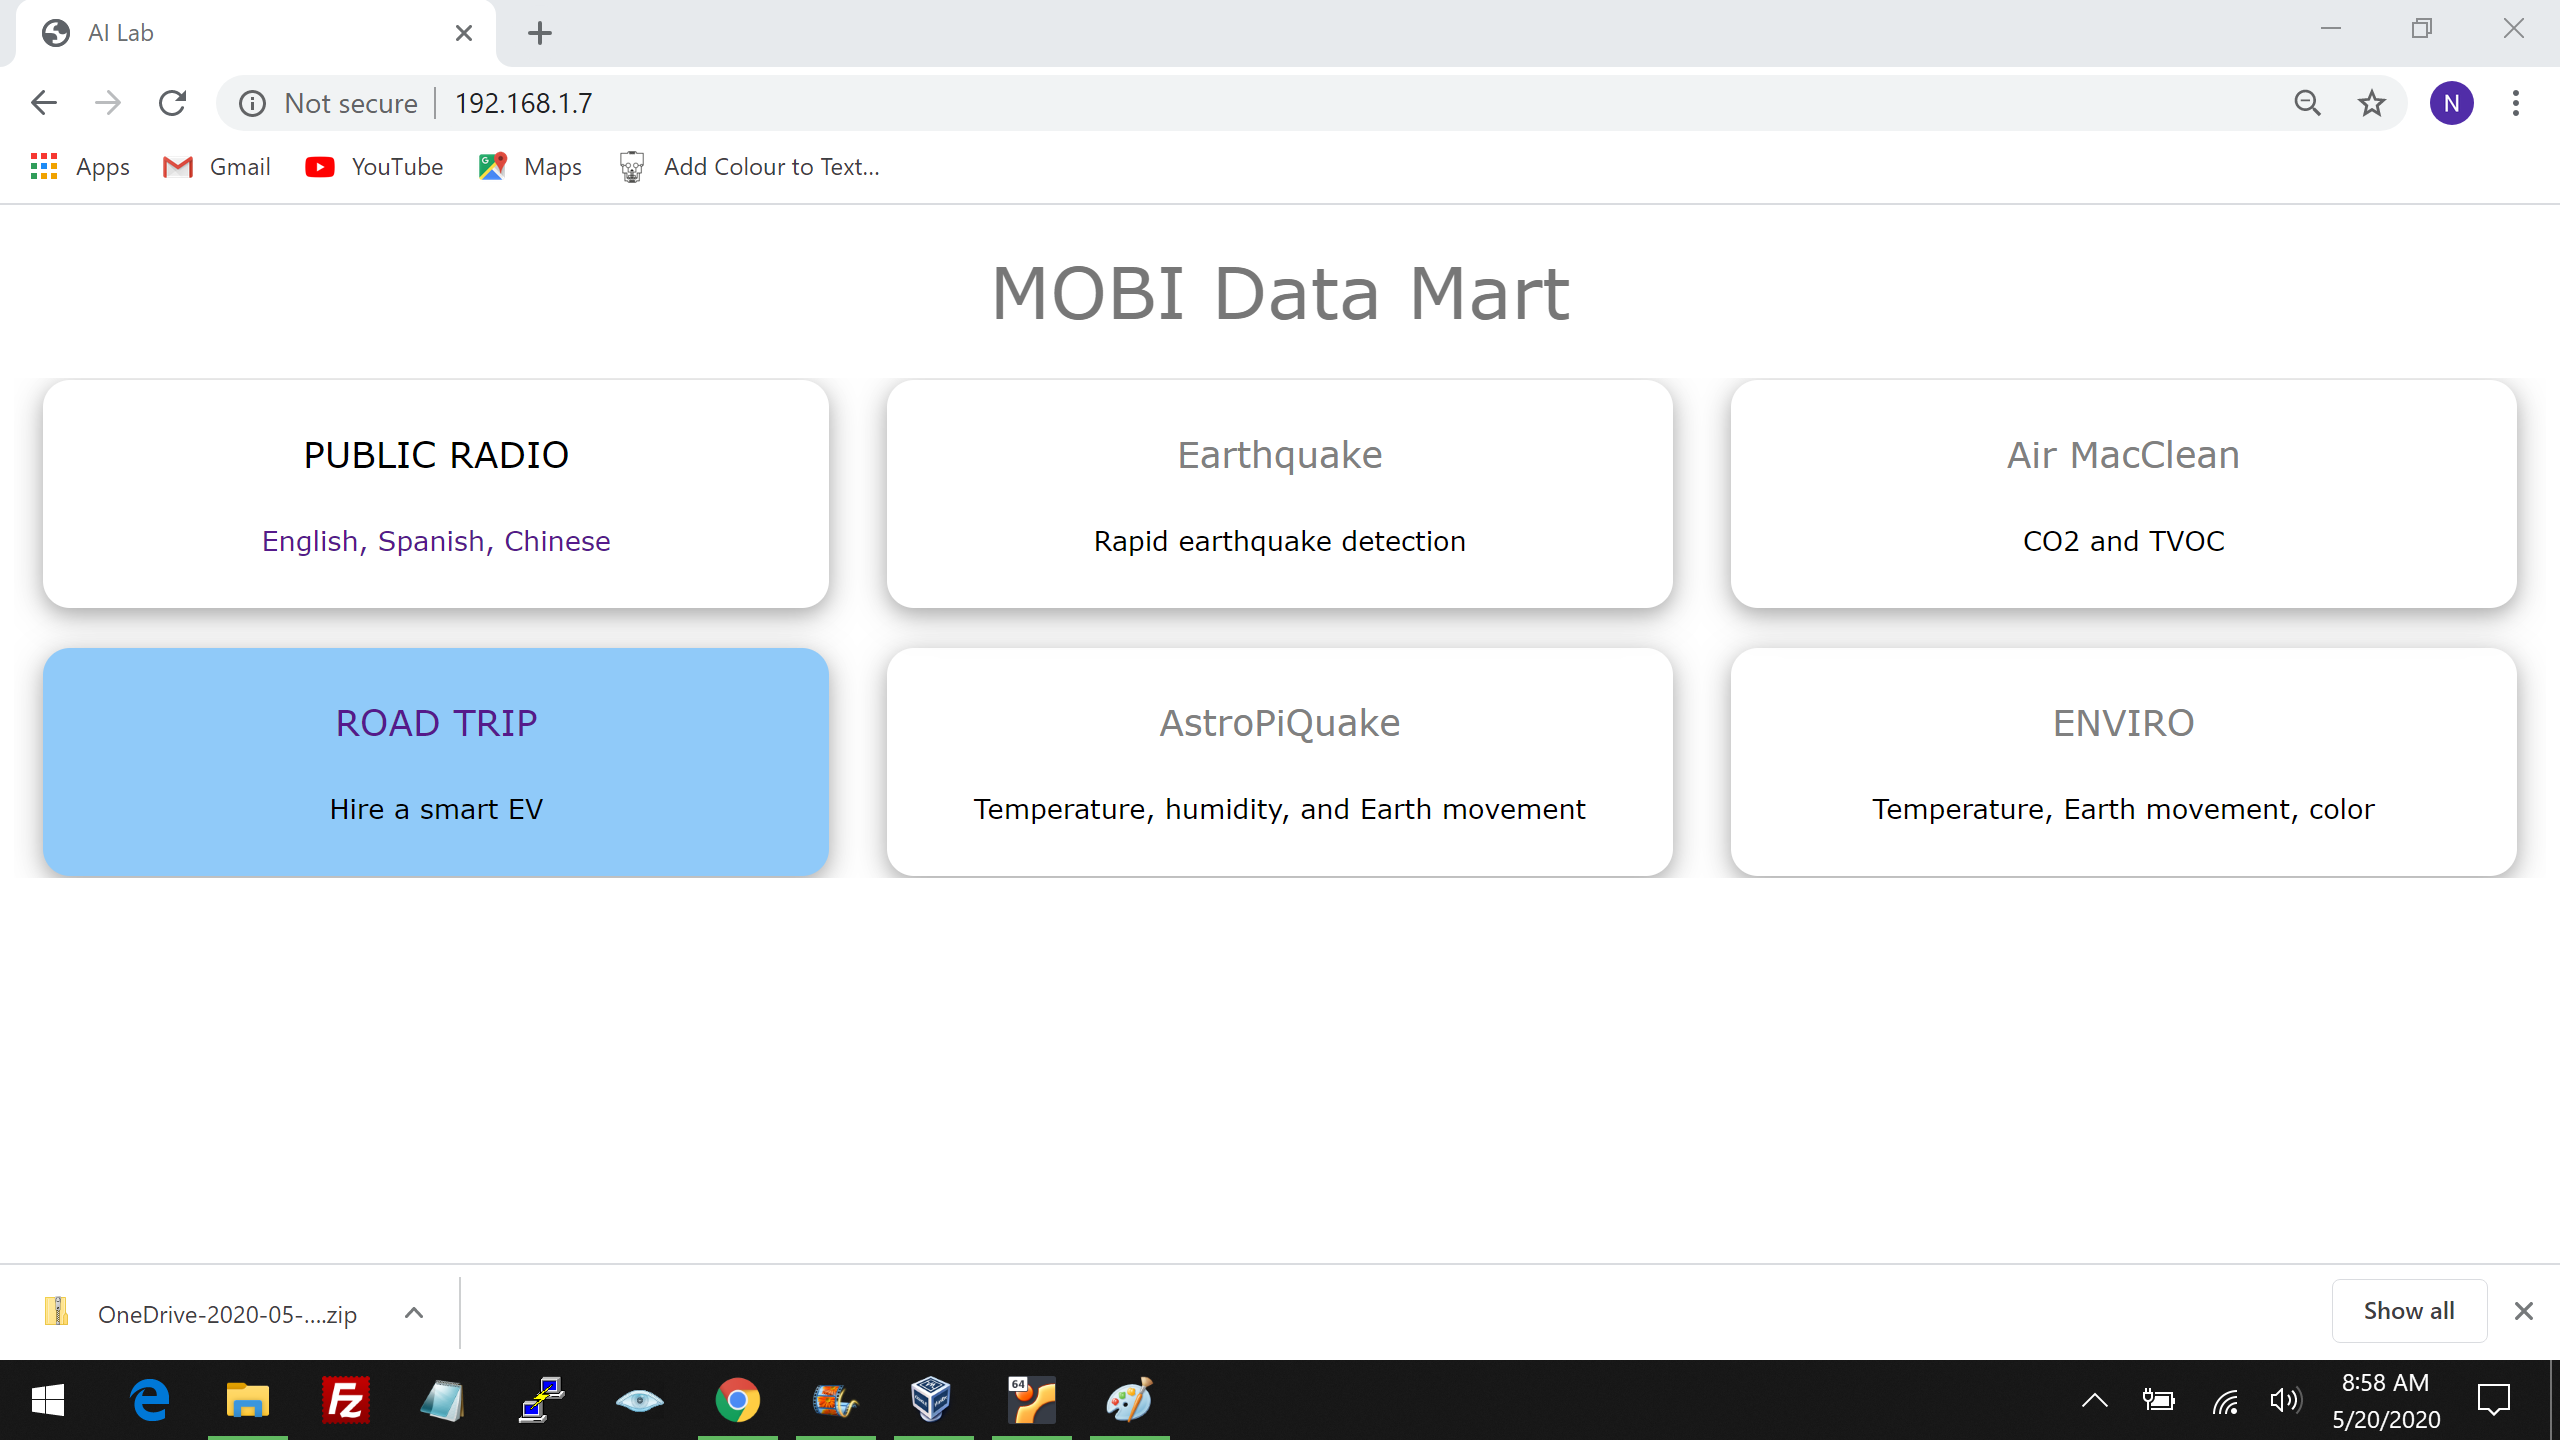 AI Lab
Not secure
192.168.1.7
N
Apps
Gmail
YouTube
Maps
Add Colour to Text...
MOBI Data Mart
PUBLIC RADIO
English, Spanish, Chinese
Earthquake
Rapid earthquake detection
Air MacClean
CO2 and TVOC
ROAD TRIP
Hire a smart EV
AstroPiQuake
Temperature, humidity, and Earth movement
ENVIRO
Temperature, Earth movement, color
OneDrive-2020-05-....zip
Show all
64
8:58 AM
5/20/2020